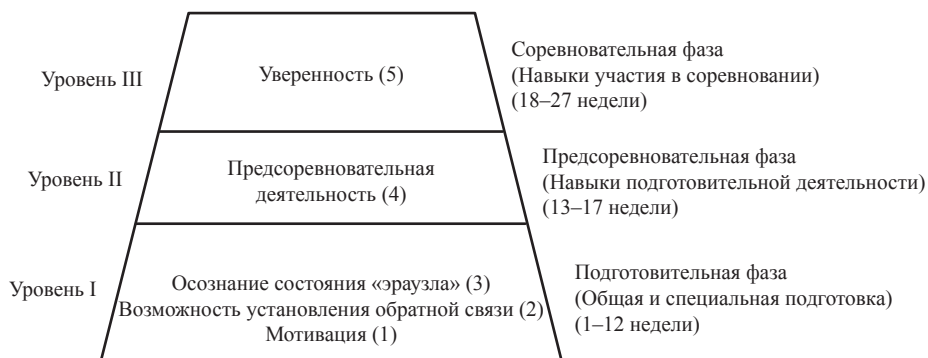 Уровень III
Уверенность (5)
Соревновательная фаза
(Навыки участия в соревновании)
(18–27 недели)
Уровень II
Предсоревновательная
деятельность (4)
Предсоревновательная фаза
(Навыки подготовительной деятельности)
(13–17 недели)
Уровень I
Осознание состояния «эраузла» (3)
Возможность установления обратной связи (2)
Мотивация (1)
Подготовительная фаза
(Общая и специальная подготовка)
(1–12 недели)